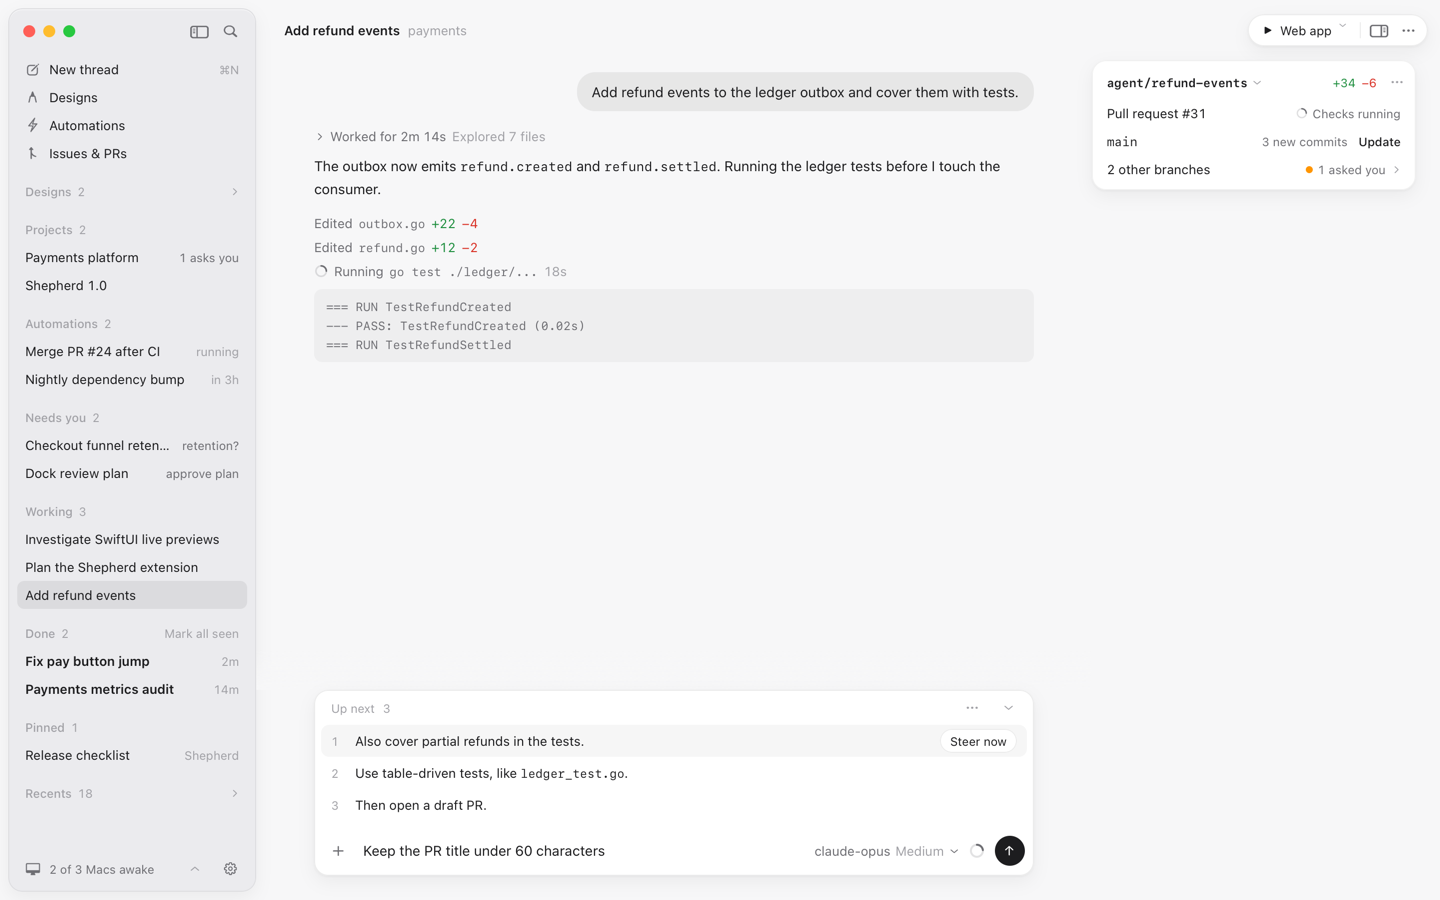 New thread ⌘N
Designs
Automations
Issues & PRs
Designs 2
Projects 2
Payments platform 1 asks you
Shepherd 1.0
Automations 2
Merge PR #24 after CI running
Nightly dependency bump in 3h
Needs you 2
Checkout funnel reten... retention?
Dock review plan approve plan
Working 3
Investigate SwiftUI live previews
Plan the Shepherd extension
Add refund events
Done 2 Mark all seen
Fix pay button jump 2m
Payments metrics audit 14m
Pinned 1
Release checklist Shepherd
Recents 18
2 of 3 Macs awake
Add refund events payments
Web app
Add refund events to the ledger outbox and cover them with tests.
Worked for 2m 14s Explored 7 files
The outbox now emits refund.created and refund.settled. Running the ledger tests before I touch the
consumer.
Edited outbox.go +22 −4
Edited refund.go +12 −2
Running go test ./ledger/... 18s
=== RUN TestRefundCreated
--- PASS: TestRefundCreated (0.02s)
=== RUN TestRefundSettled
Up next 3
1 Also cover partial refunds in the tests. Steer now
2 Use table-driven tests, like ledger_test.go.
3 Then open a draft PR.
Keep the PR title under 60 characters
claude-opus Medium
agent/refund-events +34 −6
Pull request #31 Checks running
main 3 new commits Update
2 other branches 1 asked you